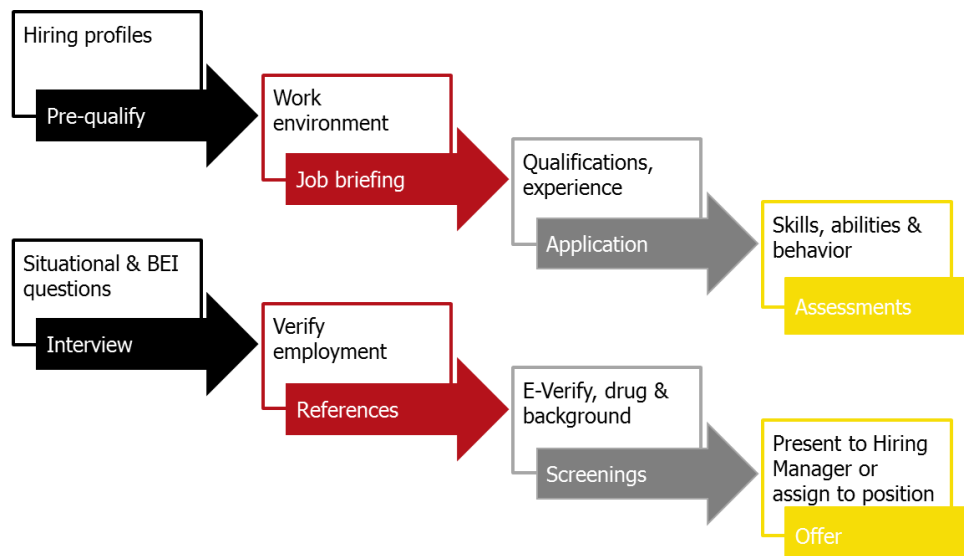 Hiring profiles
Pre-qualify
Work
environment
Job briefing
Qualifications,
experience
Application
Skills, abilities &
behavior
Assessments
Situational & BEI
questions
Interview
Verify
employment
References
E-Verify, drug &
background
Screenings
Present to Hiring
Manager or
assign to position
Offer